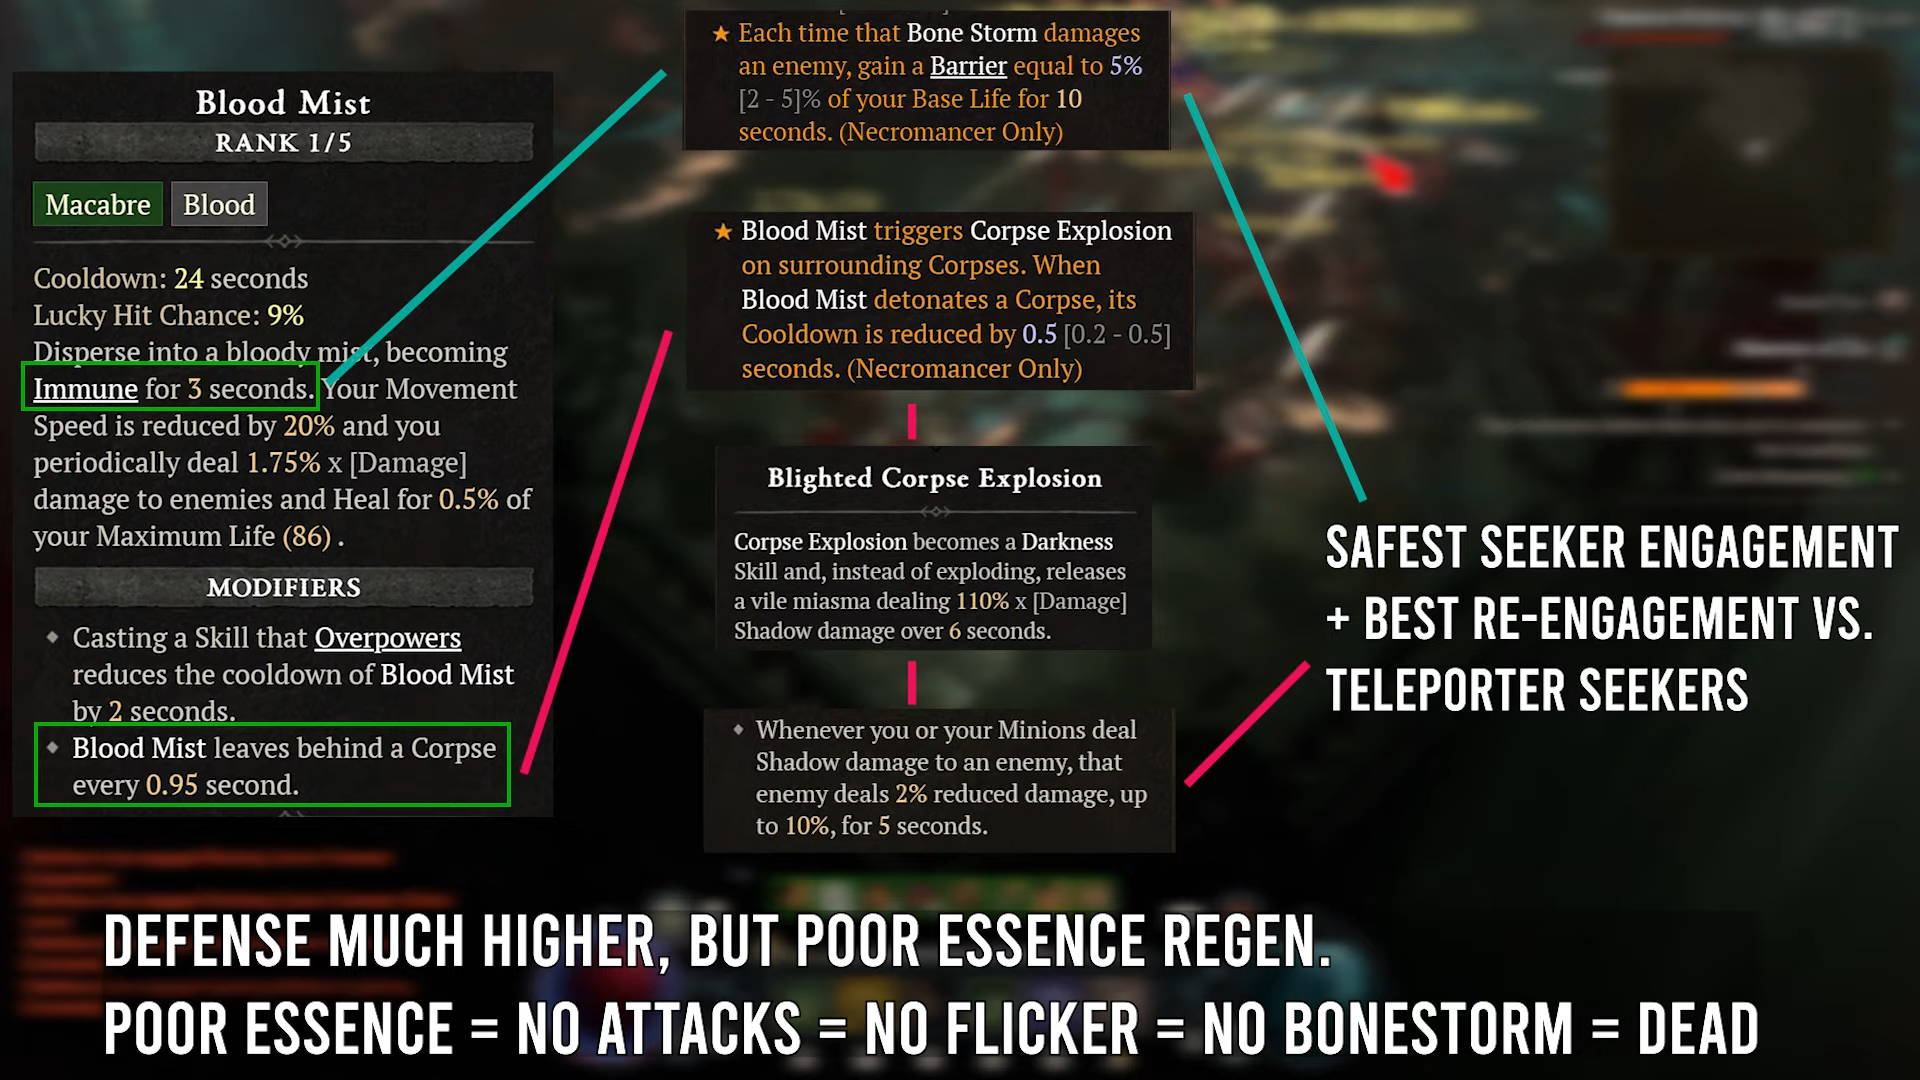 Blood Mist
RANK 1/5
Macabre
Blood
Cooldown: 24 seconds
Lucky Hit Chance: 9%
Disperse into a bloody mist, becoming
Immune for 3 seconds. Your Movement
Speed is reduced by 20% and you
periodically deal 1.75% x [Damage]
damage to enemies and Heal for 0.5% of
your Maximum Life (86) .
MODIFIERS
Casting a Skill that Overpowers
reduces the cooldown of Blood Mist
by 2 seconds.
Blood Mist leaves behind a Corpse
every 0.95 second.
Each time that Bone Storm damages
an enemy, gain a Barrier equal to 5%
[2 - 5]% of your Base Life for 10
seconds. (Necromancer Only)
Blood Mist triggers Corpse Explosion
on surrounding Corpses. When
Blood Mist detonates a Corpse, its
Cooldown is reduced by 0.5 [0.2 - 0.5]
seconds. (Necromancer Only)
Blighted Corpse Explosion
Corpse Explosion becomes a Darkness
Skill and, instead of exploding, releases
a vile miasma dealing 110% x [Damage]
Shadow damage over 6 seconds.
Whenever you or your Minions deal
Shadow damage to an enemy, that
enemy deals 2% reduced damage, up
to 10%, for 5 seconds.
SAFEST SEEKER ENGAGEMENT
+ BEST RE-ENGAGEMENT VS.
TELEPORTER SEEKERS
DEFENSE MUCH HIGHER, BUT POOR ESSENCE REGEN.
POOR ESSENCE = NO ATTACKS = NO FLICKER = NO BONESTORM = DEAD